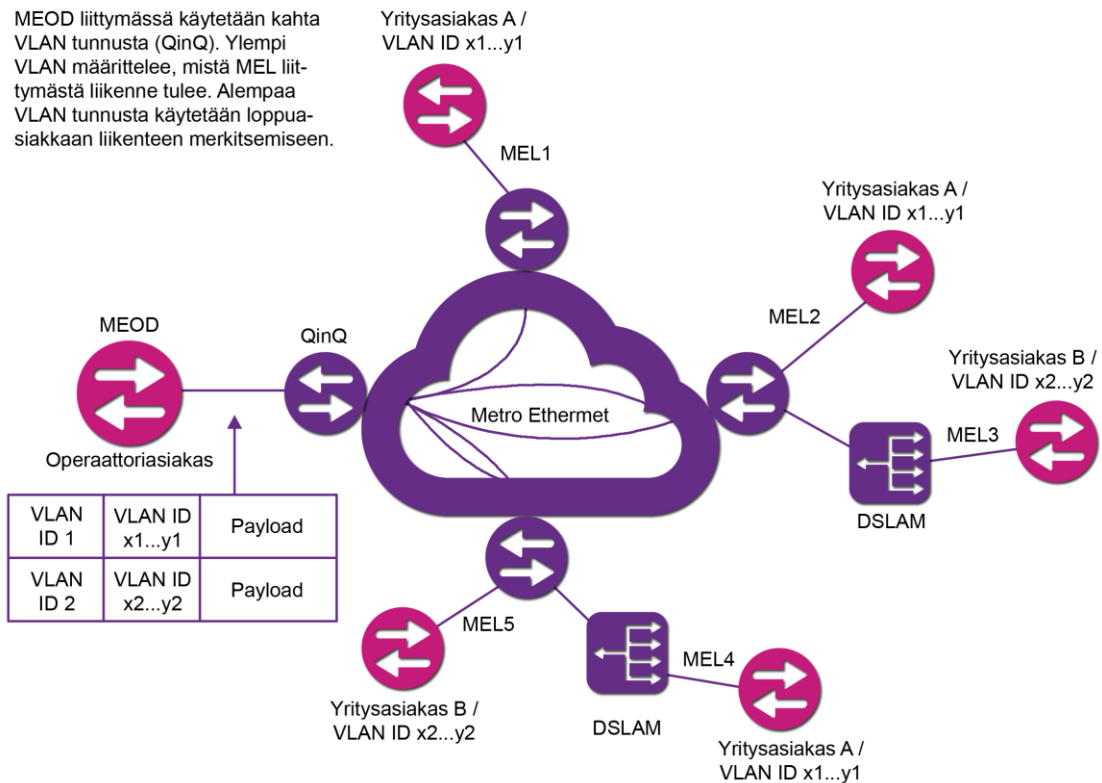 MEOD liittymässä käytetään kahta
VLAN tunnusta (QinQ). Ylempi
VLAN määrittelee, mistä MEL liit-
tymästä liikenne tulee. Alempaa
VLAN tunnusta käytetään loppua-
siakkaan liikenteen merkitsemiseen.
Yritysasiakas A /
VLAN ID x1...y1
MEL1
Yritysasiakas A /
VLAN ID x1...y1
MEL2
MEOD
QinQ
Yritysasiakas B /
VLAN ID x2...y2
Metro Ethermet
MEL3
Operaattoriasiakas
DSLAM
VLAN
ID 1
VLAN ID
x1...y1
Payload
VLAN
ID 2
VLAN ID
x2...y2
Payload
MEL5
MEL4
Yritysasiakas B /
VLAN ID x2...y2
DSLAM
Yritysasiakas A /
VLAN ID x1...y1